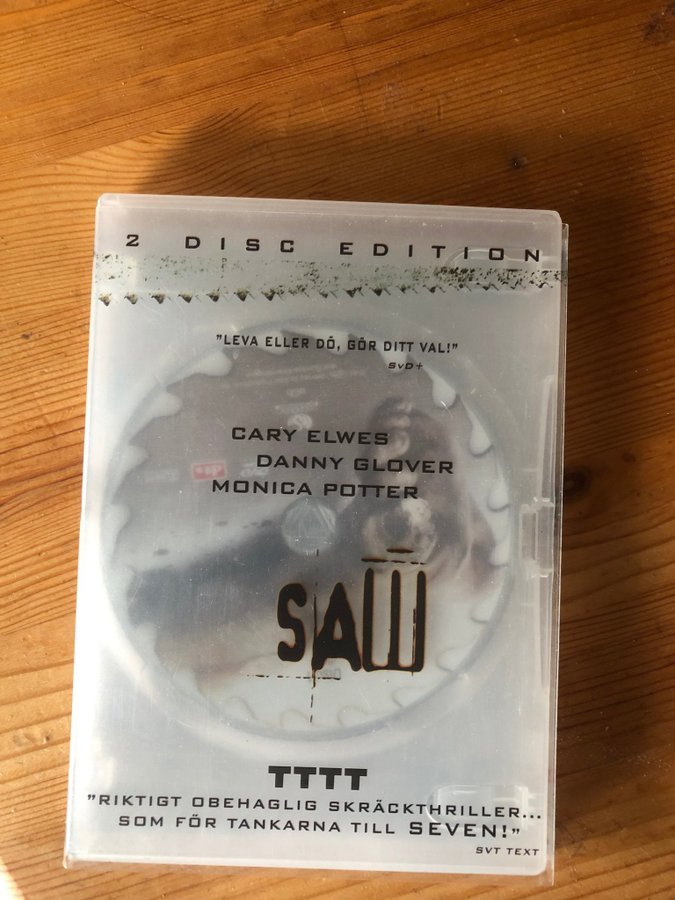 2 DISC EDITION
"LEVA ELLER DÖ, GÖR DITT VAL!"
SvD+
CARY ELWES
DANNY GLOVER
MONICA POTTER
dts
SAW
TTTT
"RIKTIGT OBEHAGLIG SKRÄCKTHRILLER...
SOM FÖR TANKARNA TILL SEVEN!"
SVT TEXT